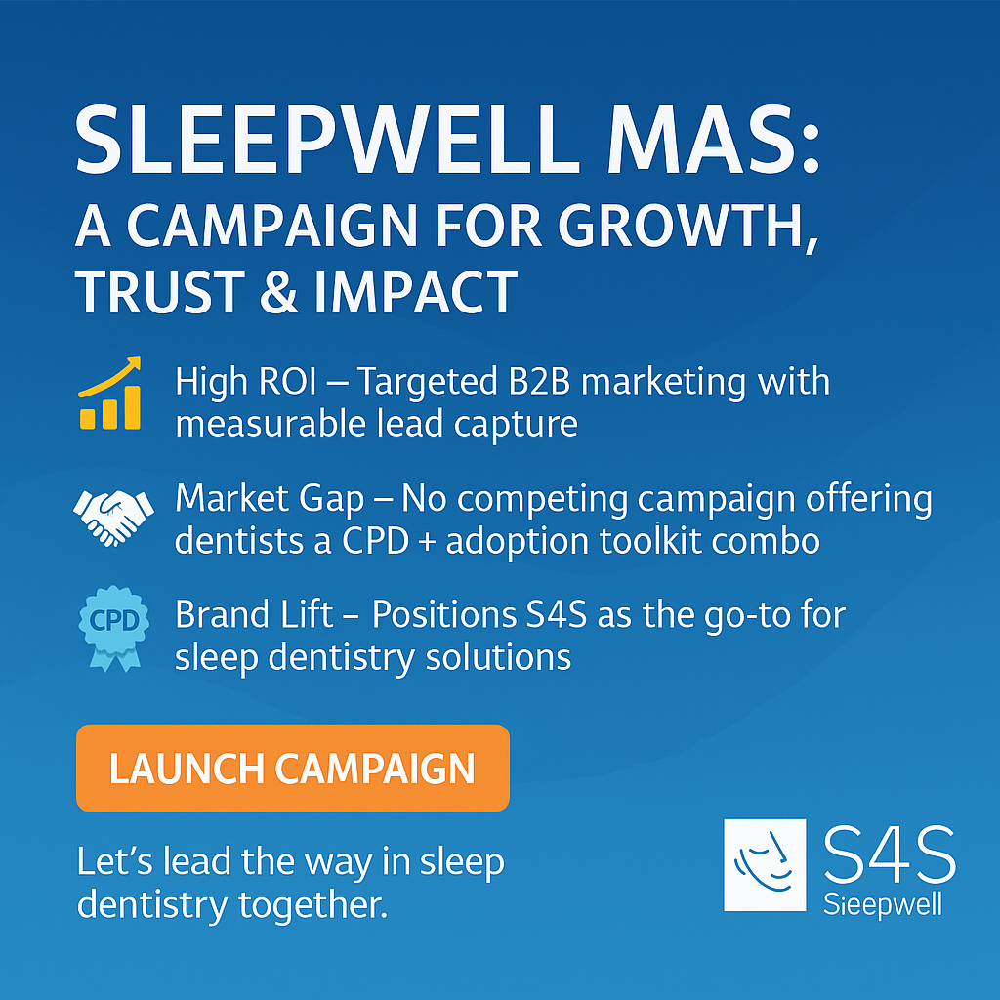 SLEEPWELL MAS:
A CAMPAIGN FOR GROWTH,
TRUST & IMPACT
High ROI – Targeted B2B marketing with
measurable lead capture
Market Gap – No competing campaign offering
dentists a CPD + adoption toolkit combo
CPD
Brand Lift – Positions S4S as the go-to for
sleep dentistry solutions
LAUNCH CAMPAIGN
Let's lead the way in sleep
dentistry together.
S4S
Sieepwell